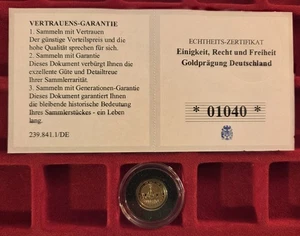 VERTRAUENS-GARANTIE
1. Sammeln mit Vertrauen
Der günstige Vorteilspreis und die
hohe Qualität sprechen für sich.
2. Sammeln mit Garantie
Dieses Dokument verbürgt Ihnen die
exzellente Güte und Detailtreue
Ihrer Sammlerrarität.
3. Sammeln mit Generationen-Garantie
Dieses Dokument garantiert Ihnen
die bleibende historische Bedeutung
Ihres Sammlerstückes - ein Leben
lang.
239.841.1/DE
ECHTHEITS-ZERTIFIKAT
Einigkeit, Recht und Freiheit
Goldprägung Deutschland
* 01040 *